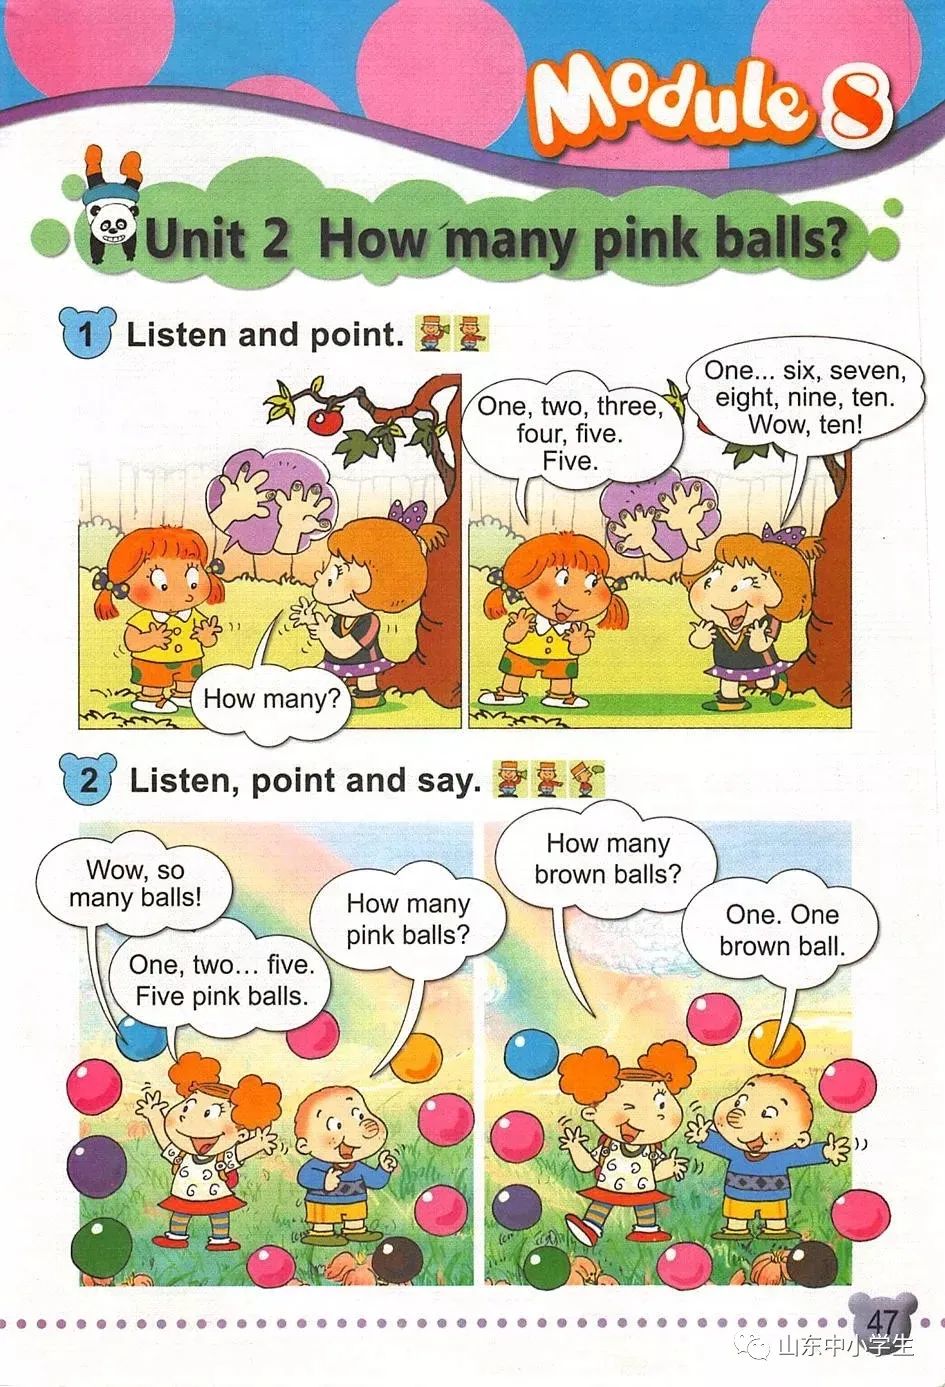 Module 8
Unit 2 How many pink balls?
1 Listen and point.
One, two, three,
four, five.
Five.
One... six, seven,
eight, nine, ten.
Wow, ten!
How many?
2 Listen, point and say.
Wow, so
many balls!
One, two... five.
Five pink balls.
How many
pink balls?
How many
brown balls?
One. One
brown ball.
47
山东中小学生